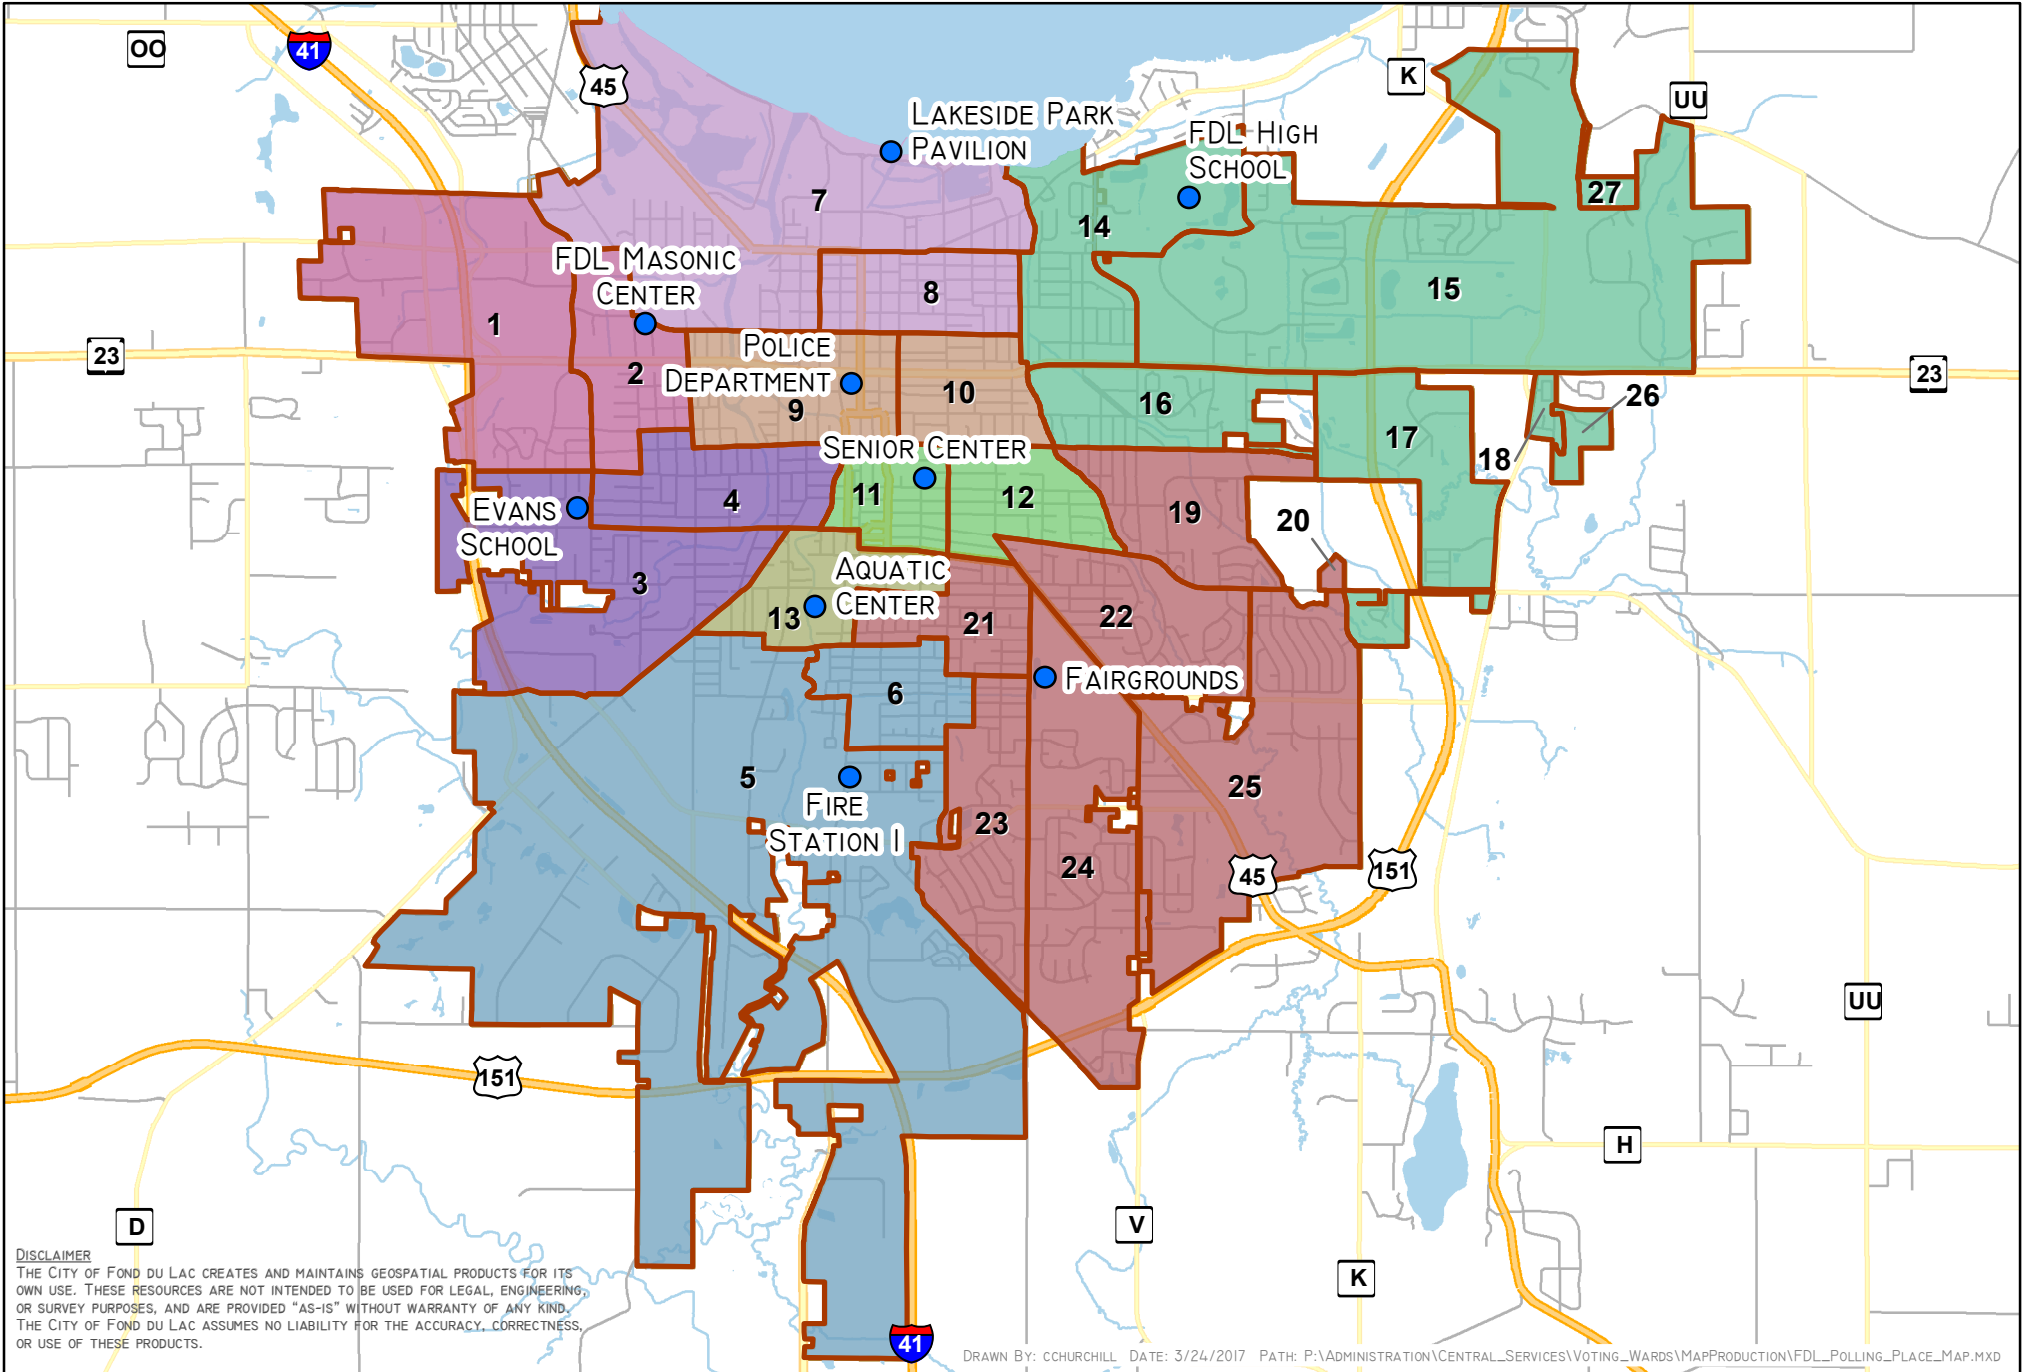 OO
41
45
K
UU
LAKESIDE PARK
PAVILION
FDL HIGH
SCHOOL
27
7
14
FDL MASONIC
CENTER
8
15
1
23
POLICE
DEPARTMENT
2
9
10
16
23
26
17
18
SENIOR CENTER
11
12
4
EVANS
SCHOOL
19
20
3
AQUATIC
CENTER
13
21
22
6
FAIRGROUNDS
5
FIRE
STATION 1
23
24
25
45
151
UU
151
H
D
V
K
41
DISCLAIMER
THE CITY OF FOND DU LAC CREATES AND MAINTAINS GEOSPATIAL PRODUCTS FOR ITS
OWN USE. THESE RESOURCES ARE NOT INTENDED TO BE USED FOR LEGAL, ENGINEERING,
OR SURVEY PURPOSES, AND ARE PROVIDED "AS-IS" WITHOUT WARRANTY OF ANY KIND.
THE CITY OF FOND DU LAC ASSUMES NO LIABILITY FOR THE ACCURACY, CORRECTNESS,
OR USE OF THESE PRODUCTS.
DRAWN BY: CCHURCHILL DATE: 3/24/2017 PATH: P:\ADMINISTRATION\CENTRAL_SERVICES\VOTING_WARDS\MAPPRODUCTION\FDL_POLLING_PLACE_MAP.MXD